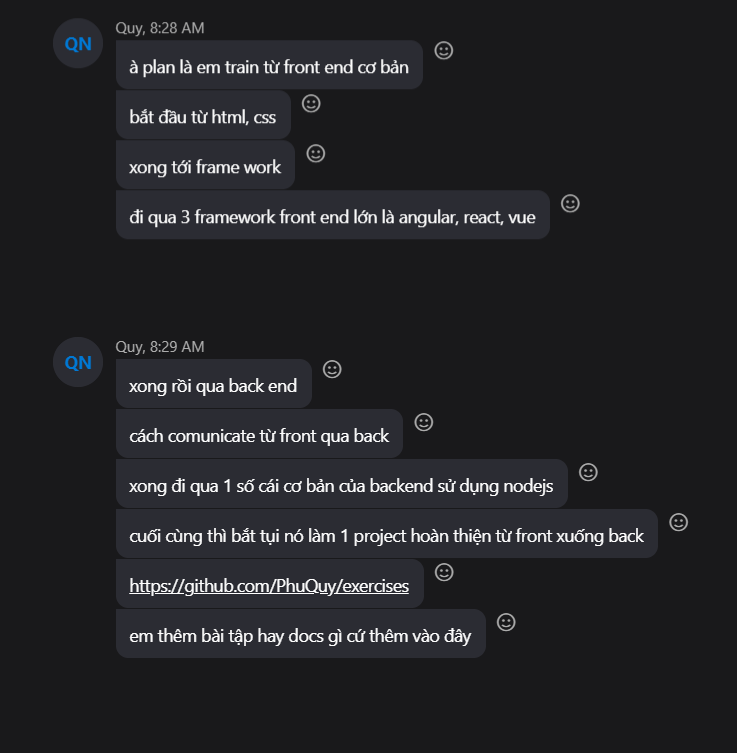 Quy, 8:28 AM
QN
à plan là em train từ front end cơ bản
bắt đầu từ html, css
xong tới frame work
đi qua 3 framework front end lớn là angular, react, vue
Quy, 8:29 AM
QN
xong rồi qua back end
cách comunicate từ front qua back
xong đi qua 1 số cái cơ bản của backend sử dụng nodejs
cuối cùng thì bắt tụi nó làm 1 project hoàn thiện từ front xuống back
https://github.com/PhuQuy/exercises
em thêm bài tập hay docs gì cứ thêm vào đây